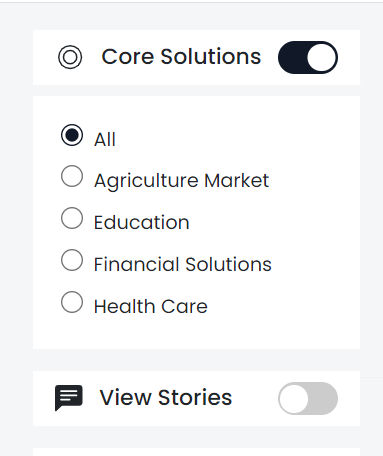 Core Solutions
All
Agriculture Market
Education
Financial Solutions
Health Care
View Stories